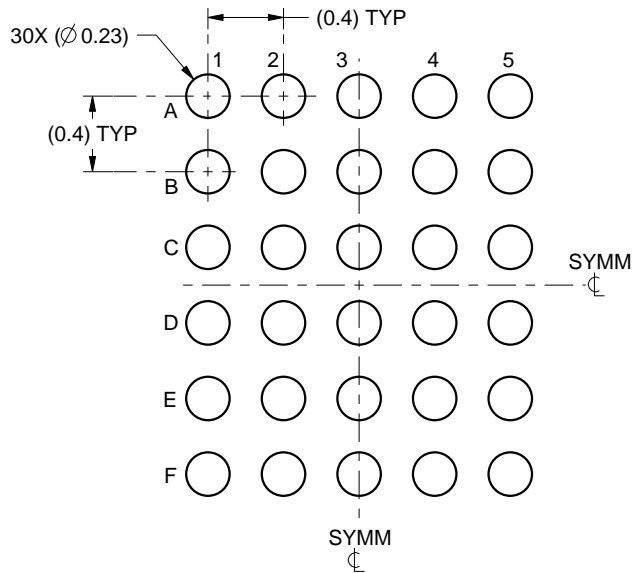 (0.4) TYP
30X (∅ 0.23)
1 2 3 4 5
A
(0.4) TYP
B
C
SYMM
℄
D
E
F
SYMM
℄